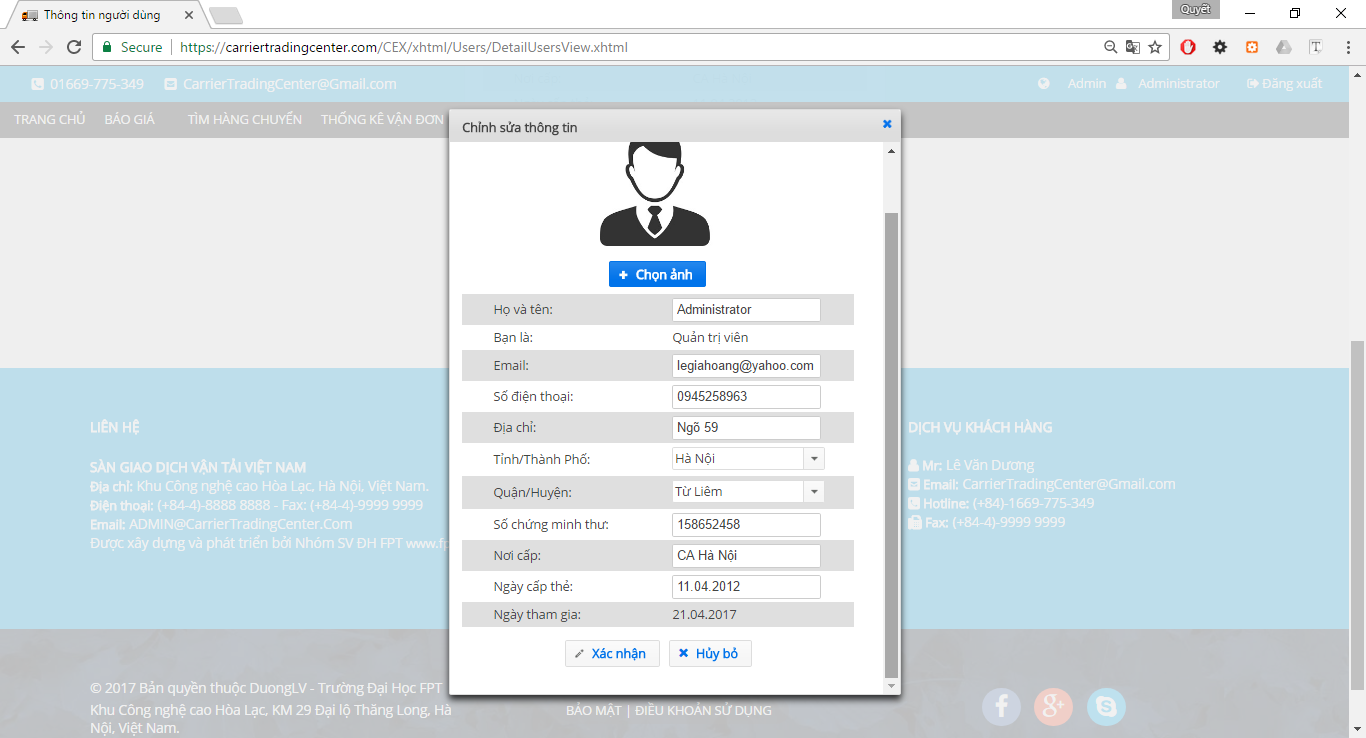 Thông tin người dùng
Quyết
Secure
https://carriertradingcenter.com/CEX/xhtml/Users/DetailUsersView.xhtml
01669-775-349 CarrierTradingCenter@Gmail.com Admin Administrator Đăng xuất
TRANG CHỦ BÁO GIÁ TÌM HÀNG CHUYẾN THỐNG KÊ VẬN ĐƠN
Chỉnh sửa thông tin
Chọn ảnh
Họ và tên: Administrator
Bạn là: Quản trị viên
Email: legiahoang@yahoo.com
Số điện thoại: 0945258963
Địa chỉ: Ngõ 59
Tỉnh/Thành Phố: Hà Nội
Quận/Huyện: Từ Liêm
Số chứng minh thư: 158652458
Nơi cấp: CA Hà Nội
Ngày cấp thẻ: 11.04.2012
Ngày tham gia: 21.04.2017
Xác nhận Hủy bỏ
LIÊN HỆ
SÀN GIAO DỊCH VẬN TẢI VIỆT NAM
Địa chỉ: Khu Công nghệ cao Hòa Lạc, Hà Nội, Việt Nam.
Điện thoại: (+84-4)-8888 8888 - Fax: (+84-4)-9999 9999
Email: ADMIN@CarrierTradingCenter.Com
Được xây dựng và phát triển bởi Nhóm SV ĐH FPT www.fp
DỊCH VỤ KHÁCH HÀNG
Mr: Lê Văn Dương
Email: CarrierTradingCenter@Gmail.com
Hotline: (+84)-1669-775-349
Fax: (+84-4)-9999 9999
© 2017 Bản quyền thuộc DuongLV - Trường Đại Học FPT
Khu Công nghệ cao Hòa Lạc, KM 29 Đại lộ Thăng Long, Hà
Nội, Việt Nam.
BẢO MẬT | ĐIỀU KHOẢN SỬ DỤNG